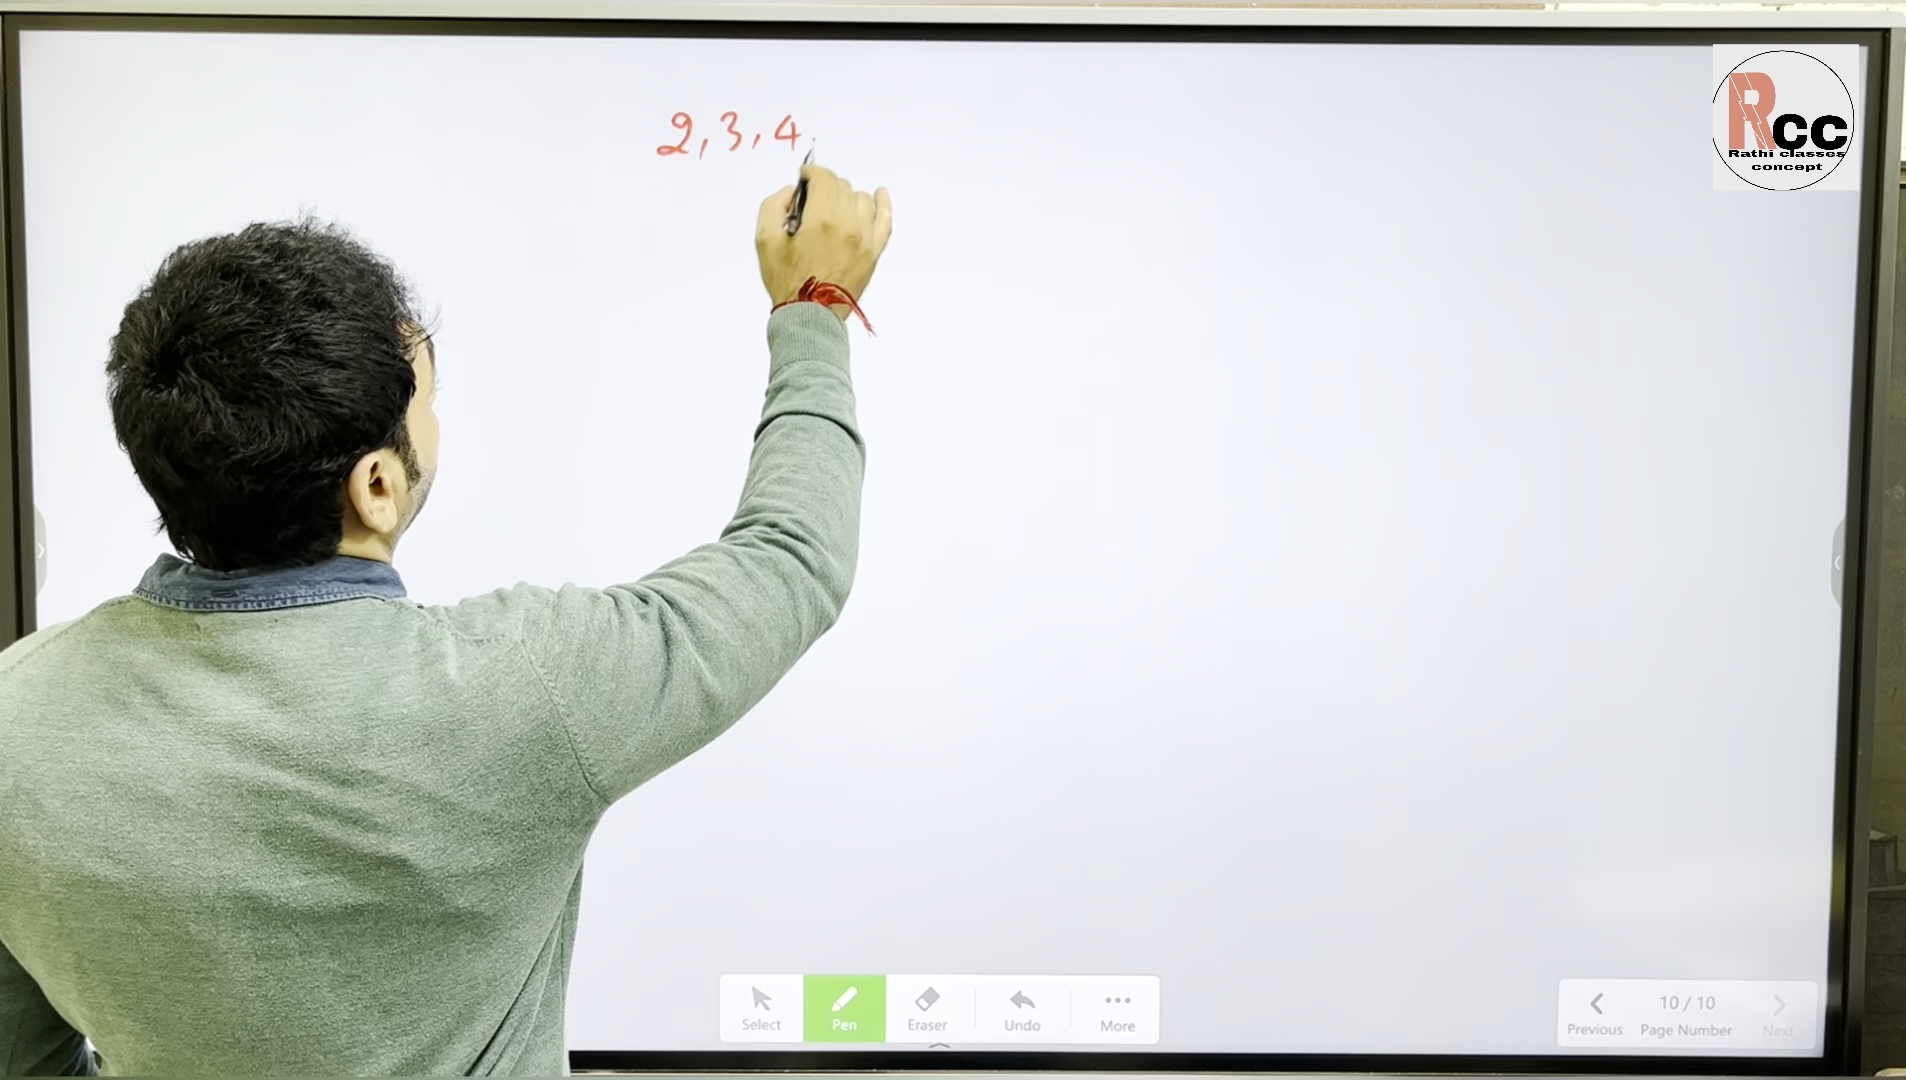 2, 3, 4
Rcc
Rathi classes
concept
Select
Pen
Eraser
Undo
More
10 / 10
Previous
Page Number
Next